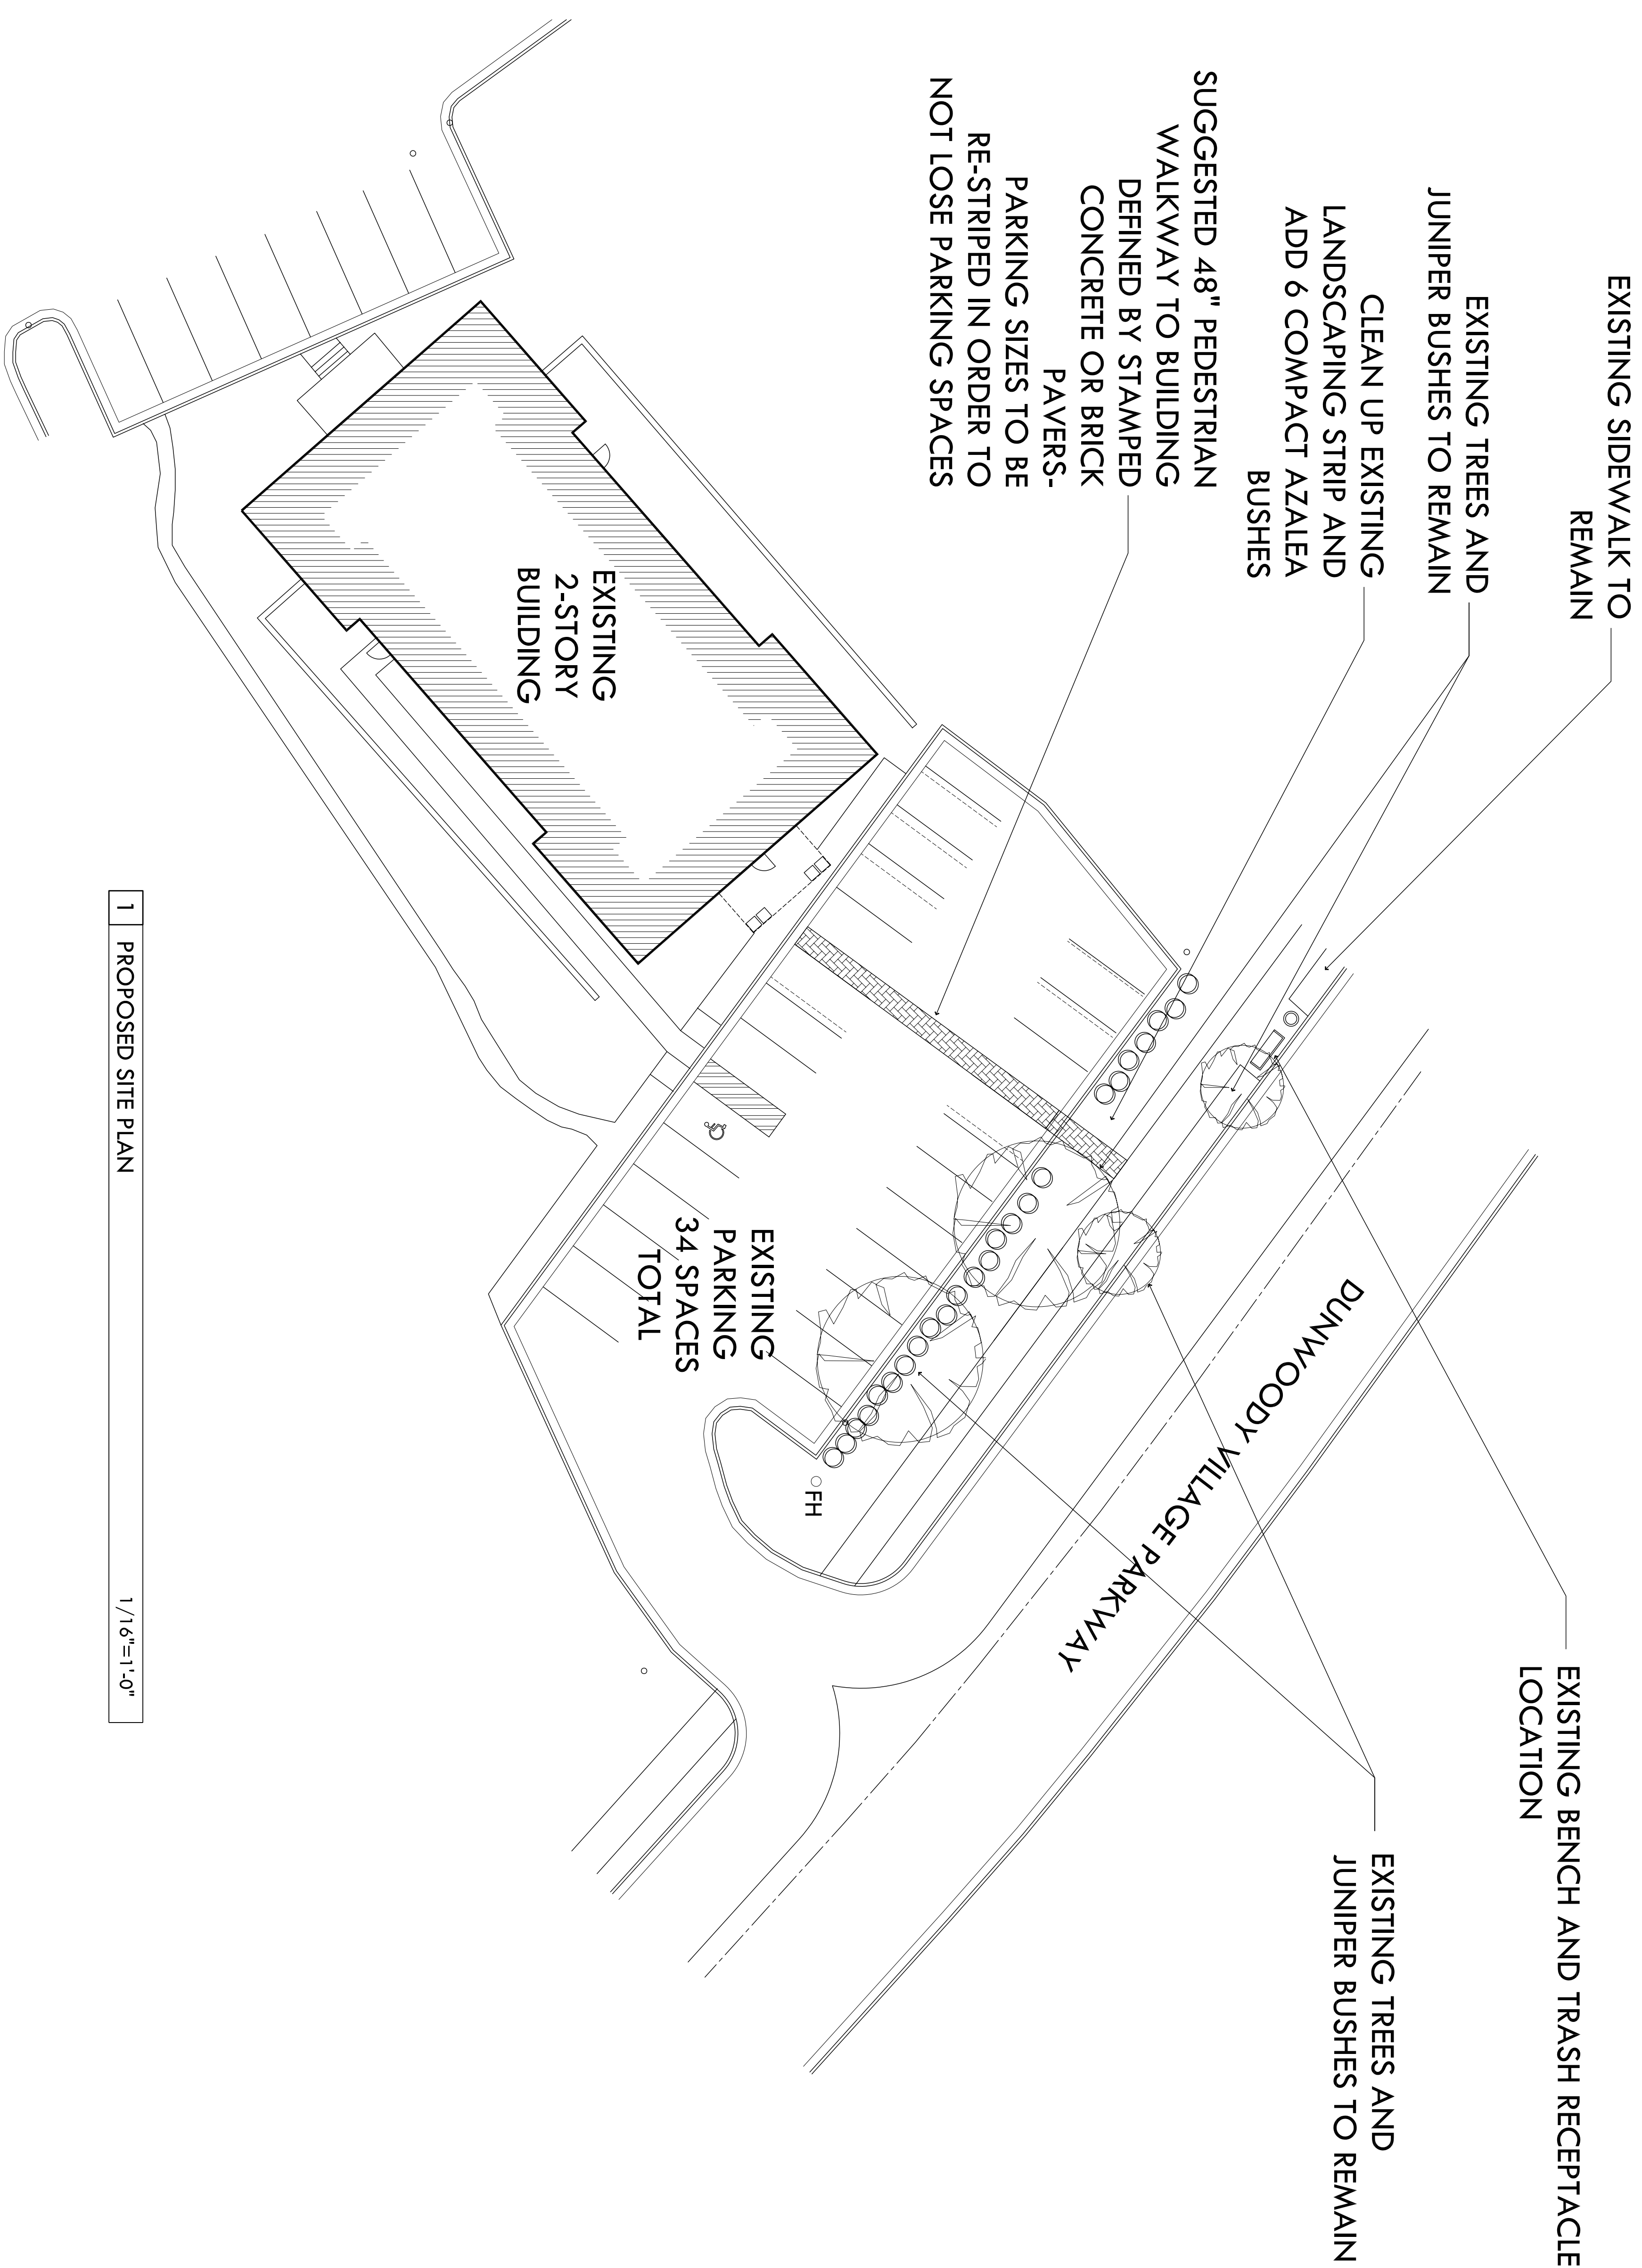 EXISTING SIDEWALK TO
REMAIN
EXISTING TREES AND
JUNIPER BUSHES TO REMAIN
CLEAN UP EXISTING
LANDSCAPING STRIP AND
ADD 6 COMPACT AZALEA
BUSHES
SUGGESTED 48" PEDESTRIAN
WALKWAY TO BUILDING
DEFINED BY STAMPED
CONCRETE OR BRICK
PAVERS-
PARKING SIZES TO BE
RE-STRIPED IN ORDER TO
NOT LOSE PARKING SPACES
EXISTING BENCH AND TRASH RECEPTACLE
LOCATION
EXISTING TREES AND
JUNIPER BUSHES TO REMAIN
DUNWOODY VILLAGE PARKWAY
FH
EXISTING
PARKING
34 SPACES
TOTAL
EXISTING
2-STORY
BUILDING
1 PROPOSED SITE PLAN 1/16"=1'-0"